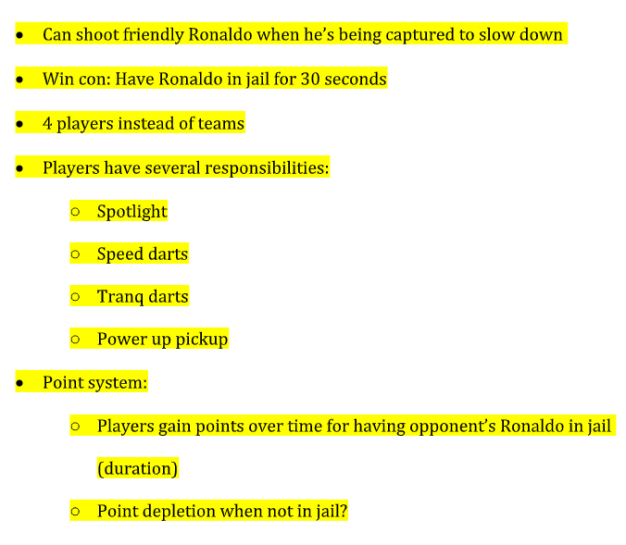 • Can shoot friendly Ronaldo when he's being captured to slow down
• Win con: Have Ronaldo in jail for 30 seconds
• 4 players instead of teams
• Players have several responsibilities:
○ Spotlight
○ Speed darts
○ Tranq darts
○ Power up pickup
• Point system:
○ Players gain points over time for having opponent's Ronaldo in jail
(duration)
○ Point depletion when not in jail?